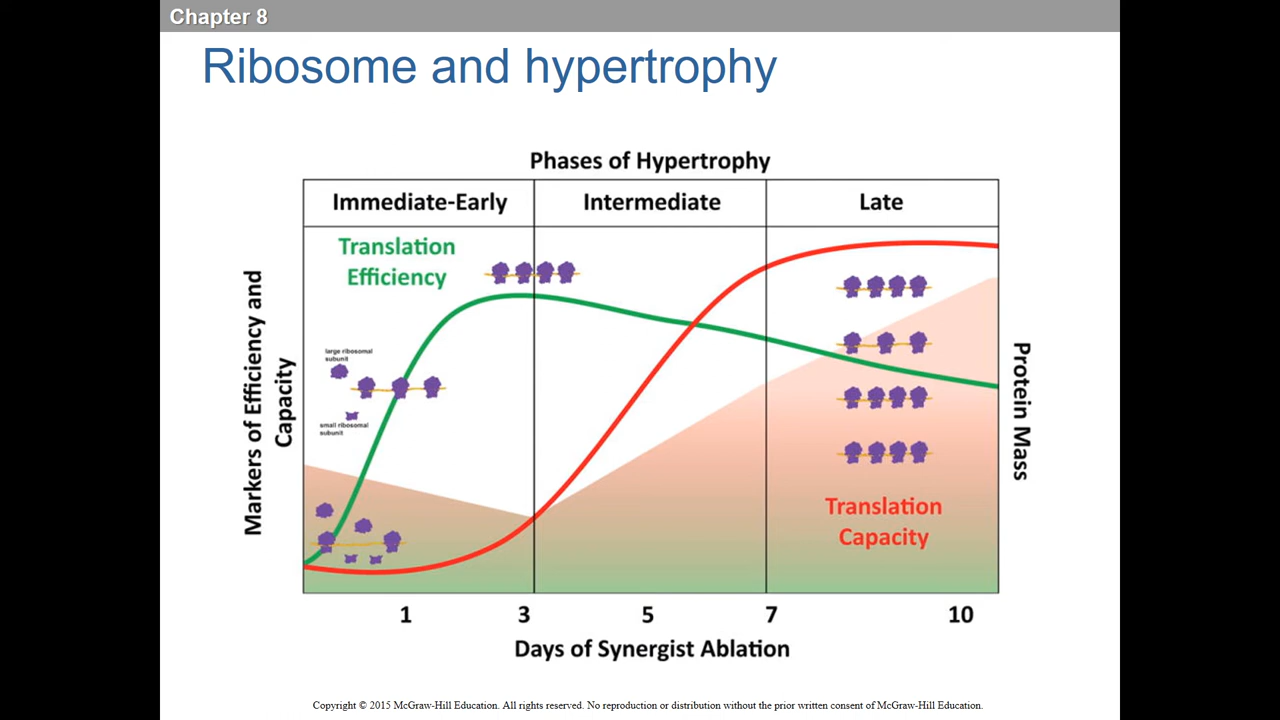 Chapter 8
Ribosome and hypertrophy
Phases of Hypertrophy
Immediate-Early
Intermediate
Late
Translation
Efficiency
large ribosomal
subunit
small ribosomal
subunit
Markers of Efficiency and
Capacity
Protein Mass
Translation
Capacity
1
3
5
7
10
Days of Synergist Ablation
Copyright © 2015 McGraw-Hill Education. All rights reserved. No reproduction or distribution without the prior written consent of McGraw-Hill Education.